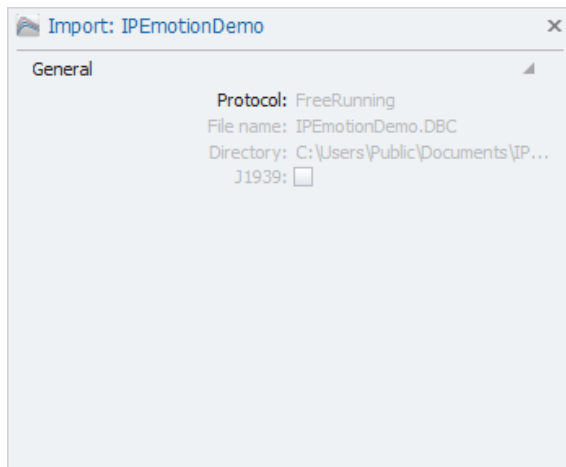 Import: IPEmotionDemo
General
Protocol: FreeRunning
File name: IPEmotionDemo.DBC
Directory: C:\Users\Public\Documents\IP...
J1939: